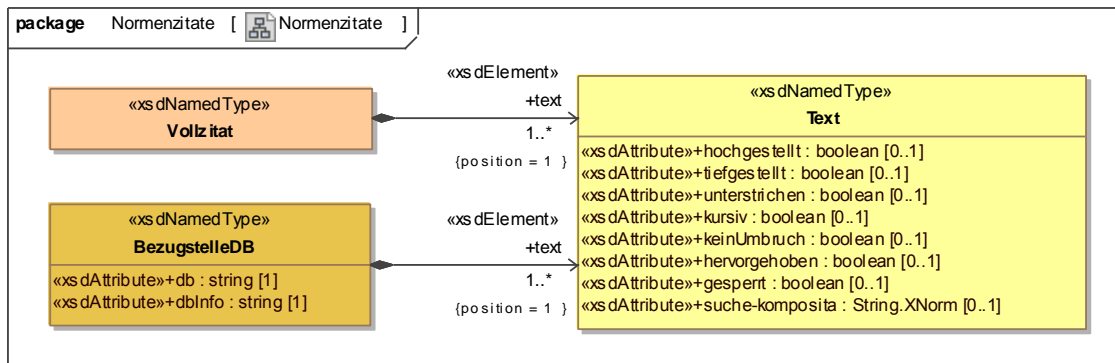 package Normenzitate [ Normenzitate ]
«xsdNamedType»
Vollzitat
«xsdElement»
+text
1..*
{position = 1 }
«xsdNamedType»
BezugstelleDB
«xsdAttribute»+db : string [1]
«xsdAttribute»+dbInfo : string [1]
«xsdElement»
+text
1..*
{position = 1 }
«xsdNamedType»
Text
«xsdAttribute»+hochgestellt : boolean [0..1]
«xsdAttribute»+tiefgestellt : boolean [0..1]
«xsdAttribute»+unterstrichen : boolean [0..1]
«xsdAttribute»+kursiv : boolean [0..1]
«xsdAttribute»+keinUmbruch : boolean [0..1]
«xsdAttribute»+hervorgehoben : boolean [0..1]
«xsdAttribute»+gesperrt : boolean [0..1]
«xsdAttribute»+suche-komposita : String.XNorm [0..1]